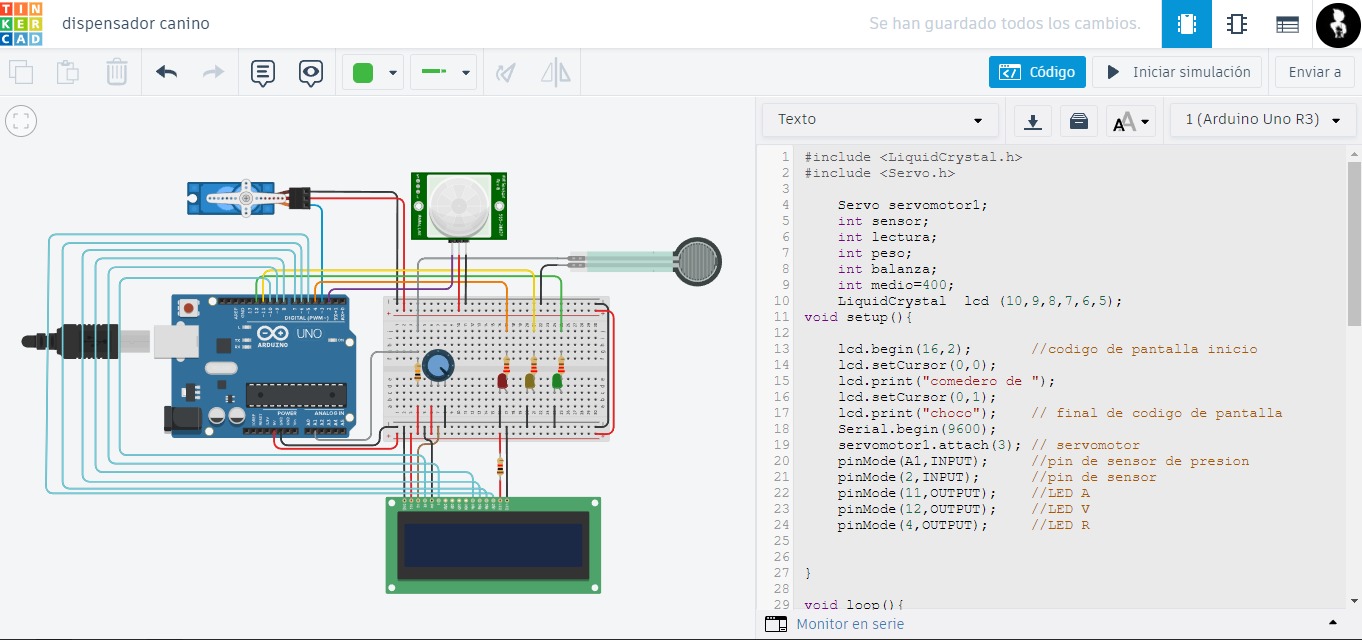 TIN
KER
CAD
dispensador canino
Se han guardado todos los cambios.
Código
Iniciar simulación
Enviar a
Texto
1 (Arduino Uno R3)
1 #include <LiquidCrystal.h>
2 #include <Servo.h>
3
4 Servo servomotor1;
5 int sensor;
6 int lectura;
7 int peso;
8 int balanza;
9 int medio=400;
10 LiquidCrystal  lcd (10,9,8,7,6,5);
11 void setup(){
12
13 lcd.begin(16,2); //codigo de pantalla inicio
14 lcd.setCursor(0,0);
15 lcd.print("comedero de ");
16 lcd.setCursor(0,1);
17 lcd.print("choco"); // final de codigo de pantalla
18 Serial.begin(9600);
19 servomotor1.attach(3); // servomotor
20 pinMode(A1,INPUT); //pin de sensor de presion
21 pinMode(2,INPUT); //pin de sensor
22 pinMode(11,OUTPUT); //LED A
23 pinMode(12,OUTPUT); //LED V
24 pinMode(4,OUTPUT); //LED R
25
26
27 }
28
29 void loop(){
Monitor en serie
DIGITAL (PWM~)
UNO
ARDUINO
POWER
ANALOG IN